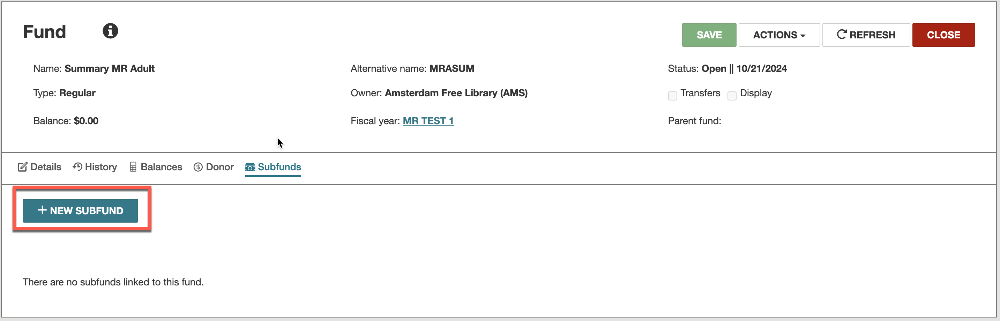 Fund
SAVE ACTIONS REFRESH CLOSE
Name: Summary MR Adult Alternative name: MRASUM Status: Open || 10/21/2024
Type: Regular Owner: Amsterdam Free Library (AMS) Transfers Display
Balance: $0.00 Fiscal year: MR TEST 1 Parent fund:
Details History Balances Donor Subfunds
+ NEW SUBFUND
There are no subfunds linked to this fund.